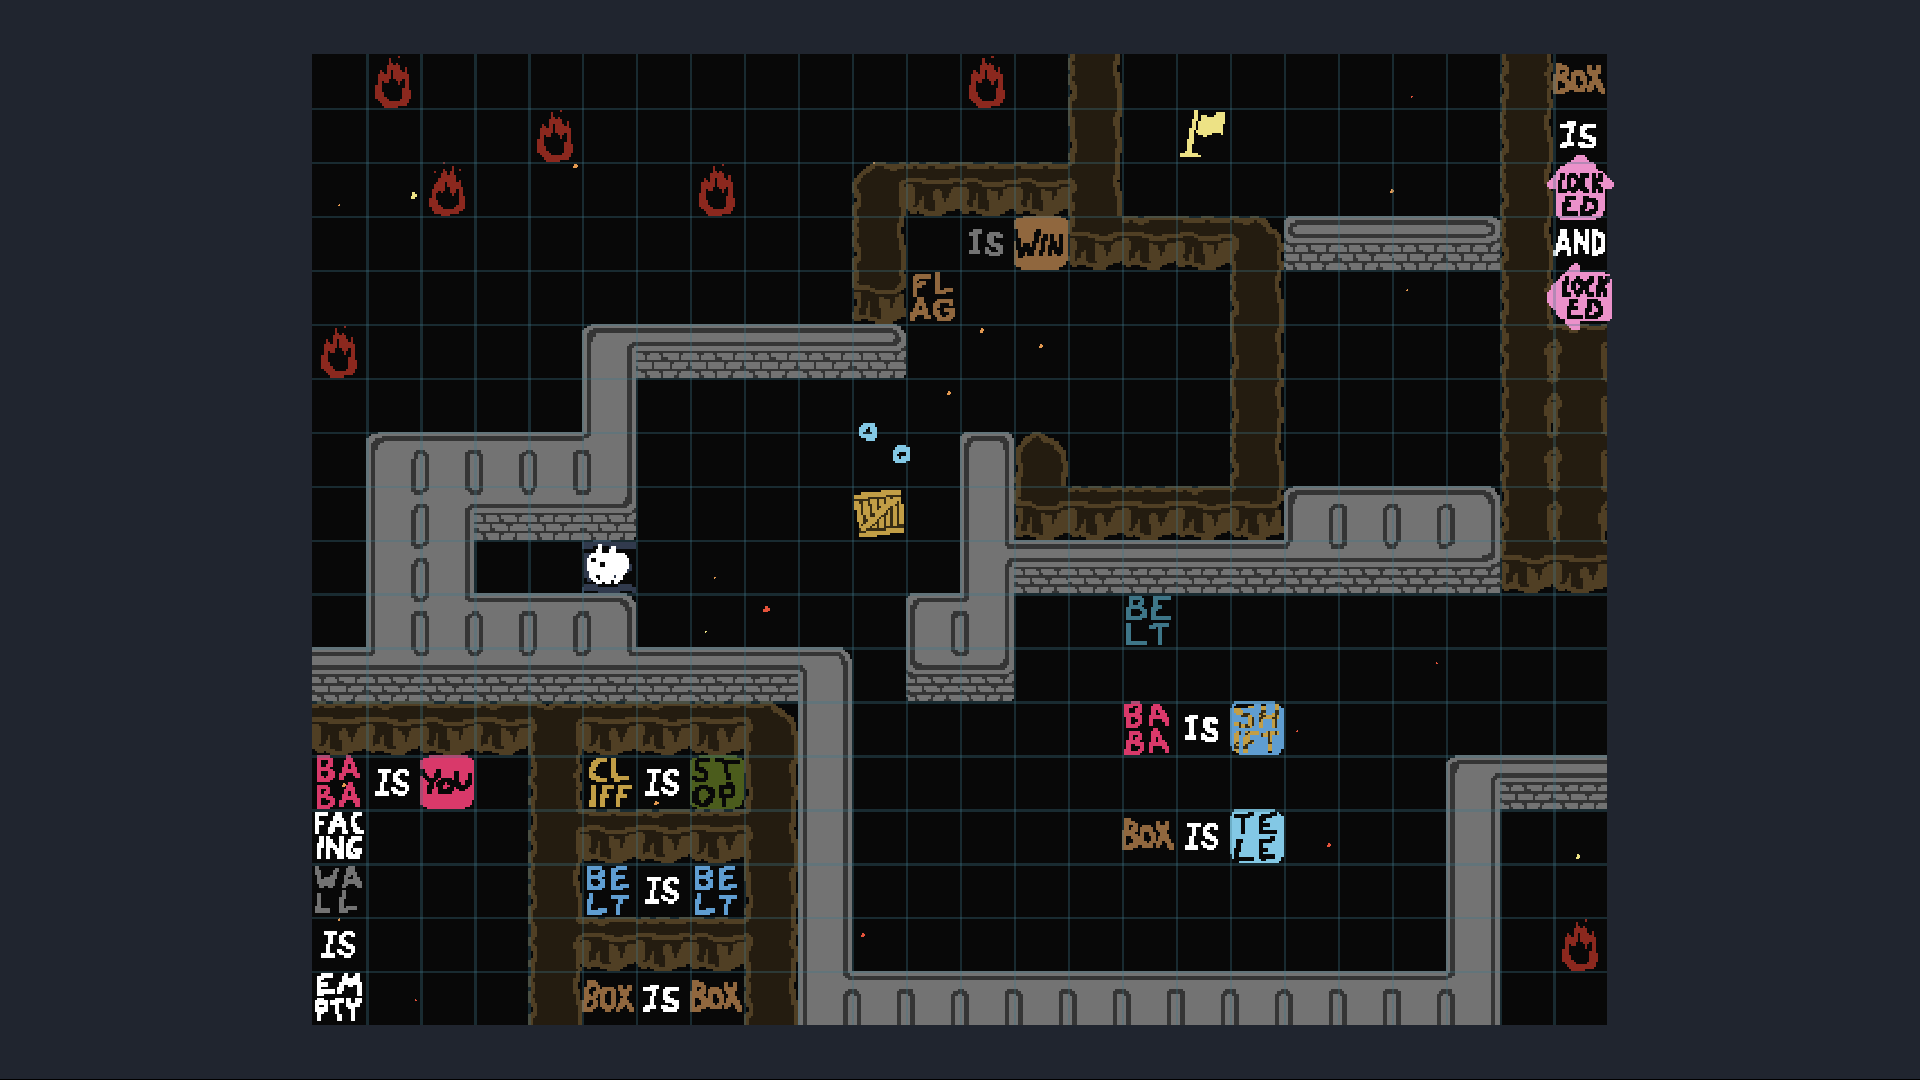 BOX
IS
LOCKED
AND
LOCKED
IS WIN
FLAG
BELT
BABA IS SHIFT
BABA IS YOU
FACING
WALL
IS
EMPTY
CLIFF IS STOP
BELT IS BELT
BOX IS BOX
BOX IS TELE